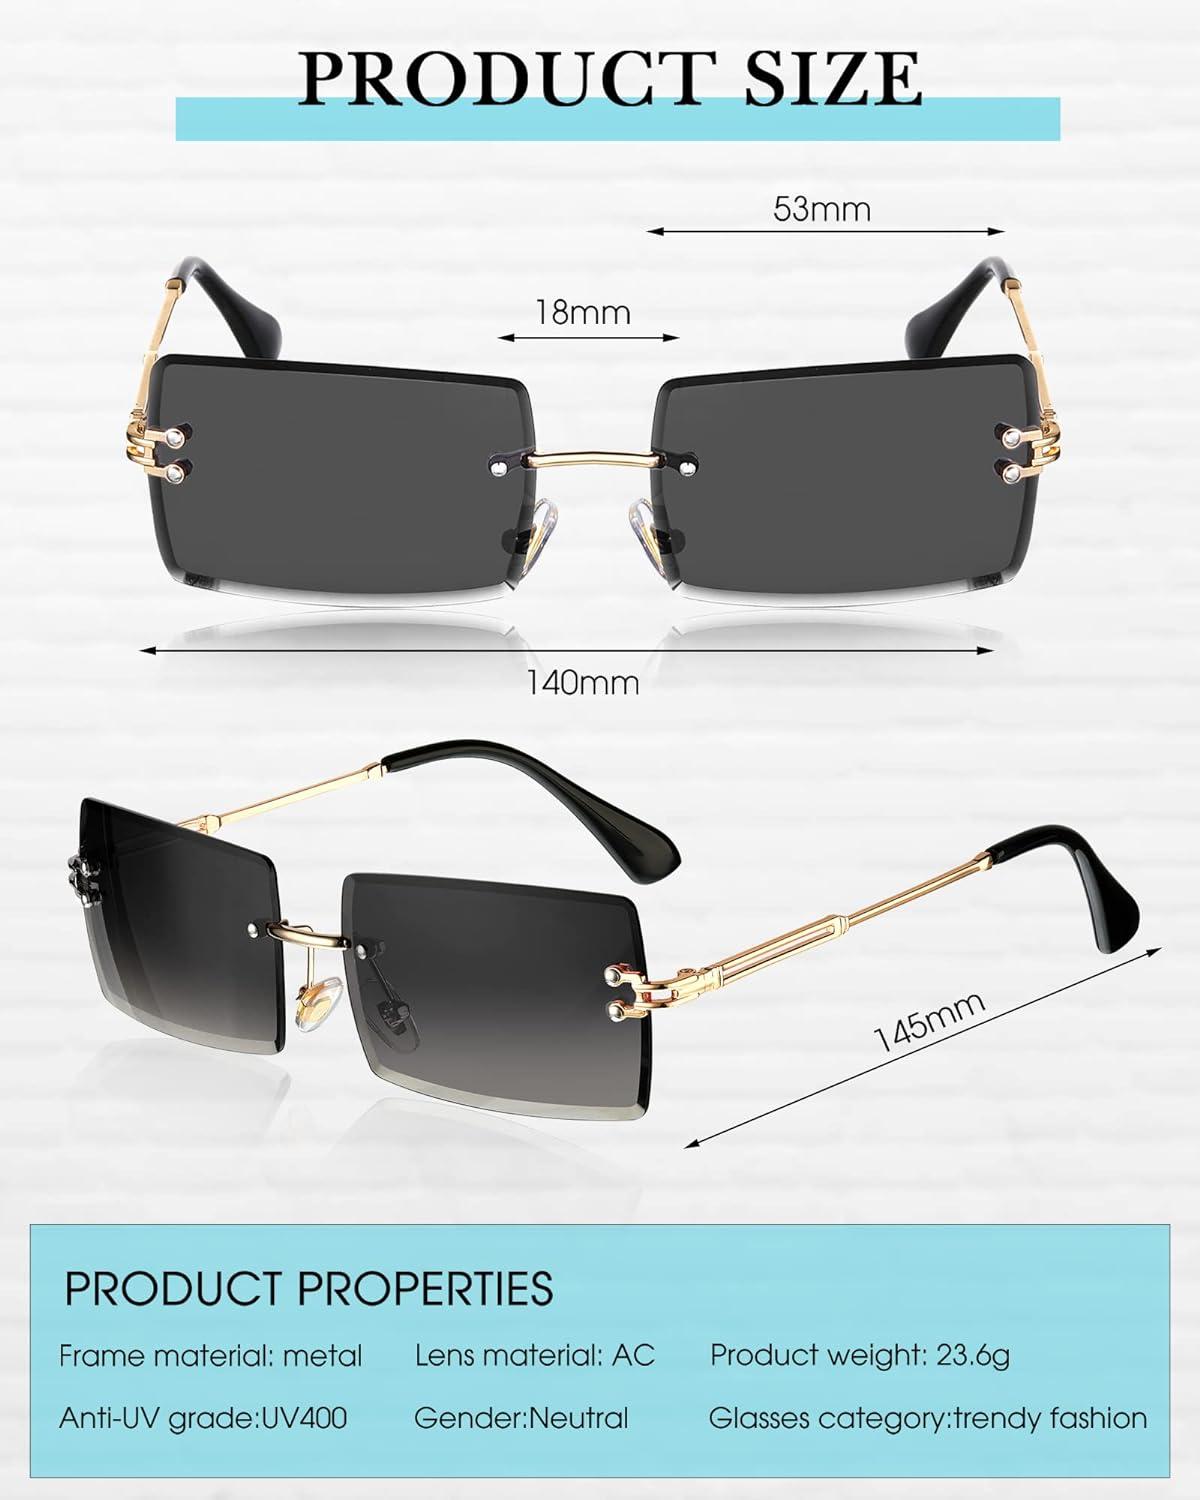 PRODUCT SIZE
53mm
18mm
140mm
145mm
PRODUCT PROPERTIES
Frame material: metal
Lens material: AC
Product weight: 23.6g
Anti-UV grade:UV400
Gender:Neutral
Glasses category:trendy fashion